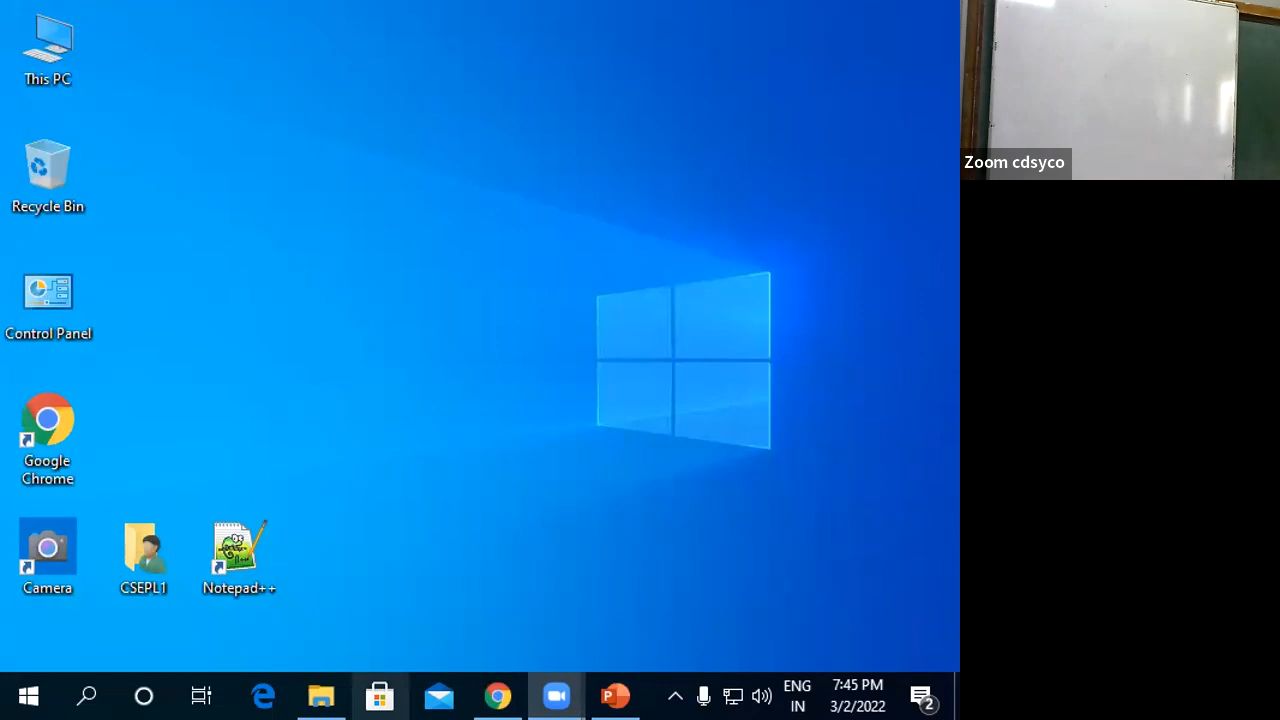 This PC
Recycle Bin
Control Panel
Google
Chrome
Camera
CSEPL1
Notepad++
Zoom cdsyco
ENG
IN
7:45 PM
3/2/2022
2